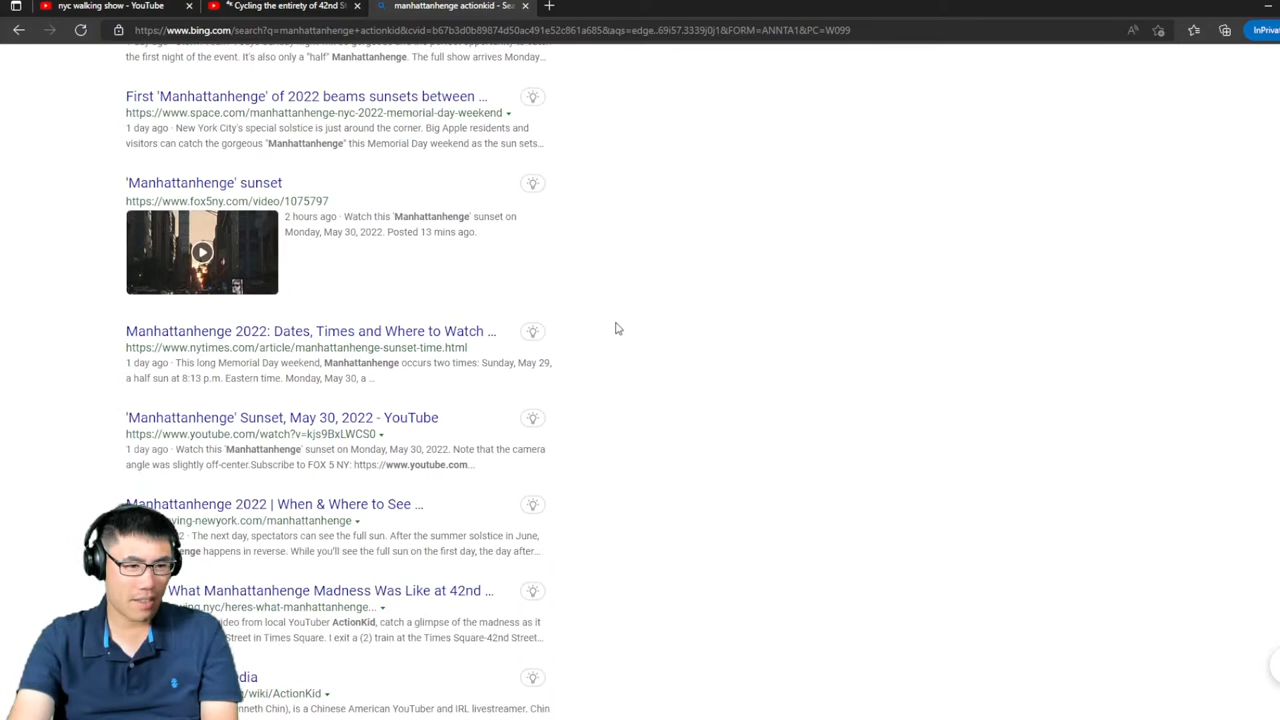 nyc walking show - YouTube
Cycling the entirety of 42nd St
manhattanhenge actionkid - Sea
https://www.bing.com/search?q=manhattanhenge+actionkid&cvid=b67b3d0b89874d50ac491e52c861a685&aqs=edge..69i57.3339j0j1&FORM=ANNTA1&PC=W099
InPrivat
the first night of the event. It's also only a "half" Manhattanhenge. The full show arrives Monday…
First 'Manhattanhenge' of 2022 beams sunsets between …
https://www.space.com/manhattanhenge-nyc-2022-memorial-day-weekend
1 day ago · New York City's special solstice is just around the corner. Big Apple residents and
visitors can catch the gorgeous "Manhattanhenge" this Memorial Day weekend as the sun sets…
'Manhattanhenge' sunset
https://www.fox5ny.com/video/1075797
2 hours ago · Watch this 'Manhattanhenge' sunset on
Monday, May 30, 2022. Posted 13 mins ago.
Manhattanhenge 2022: Dates, Times and Where to Watch …
https://www.nytimes.com/article/manhattanhenge-sunset-time.html
1 day ago · This long Memorial Day weekend, Manhattanhenge occurs two times: Sunday, May 29,
a half sun at 8:13 p.m. Eastern time. Monday, May 30, a …
'Manhattanhenge' Sunset, May 30, 2022 - YouTube
https://www.youtube.com/watch?v=kjs9BxLWCS0
1 day ago · Watch this 'Manhattanhenge' sunset on Monday, May 30, 2022. Note that the camera
angle was slightly off-center.Subscribe to FOX 5 NY: https://www.youtube.com…
Manhattanhenge 2022 | When & Where to See …
ving-newyork.com/manhattanhenge
2 · The next day, spectators can see the full sun. After the summer solstice in June,
enge happens in reverse. While you'll see the full sun on the first day, the day after…
What Manhattanhenge Madness Was Like at 42nd …
ving.nyc/heres-what-manhattanhenge…
video from local YouTuber ActionKid, catch a glimpse of the madness as it
Street in Times Square. I exit a (2) train at the Times Square-42nd Street…
dia
/wiki/ActionKid
nneth Chin), is a Chinese American YouTuber and IRL livestreamer. Chin